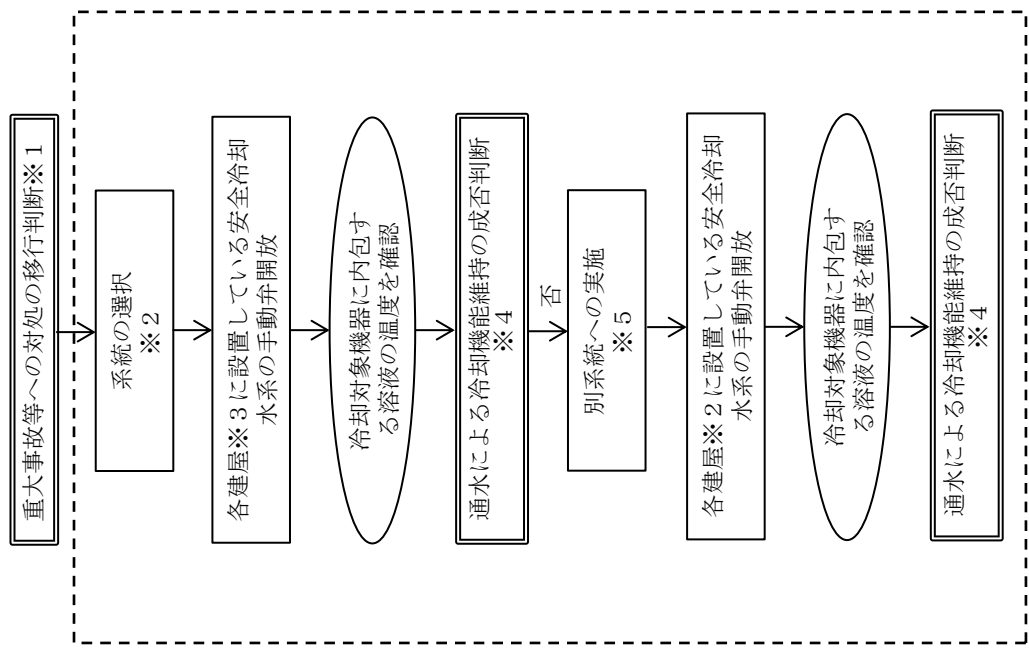 重大事故等への対処の移行判断※１
系統の選択
※２
各建屋※３に設置している安全冷却
水系の手動弁開放
冷却対象機器に内包す
る溶液の温度を確認
通水による冷却機能維持の成否判断
※４
否
別系統への実施
※５
各建屋※２に設置している安全冷却
水系の手動弁開放
冷却対象機器に内包す
る溶液の温度を確認
通水による冷却機能維持の成否判断
※４